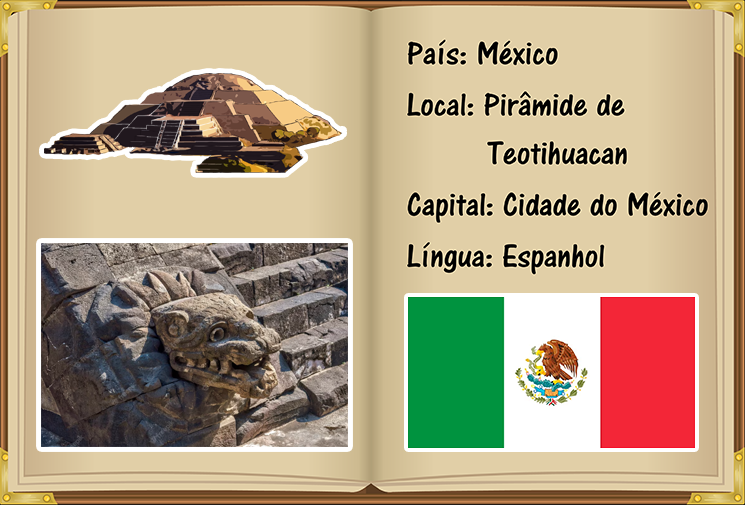 País: México
Local: Pirâmide de
Teotihuacan
Capital: Cidade do México
Língua: Espanhol